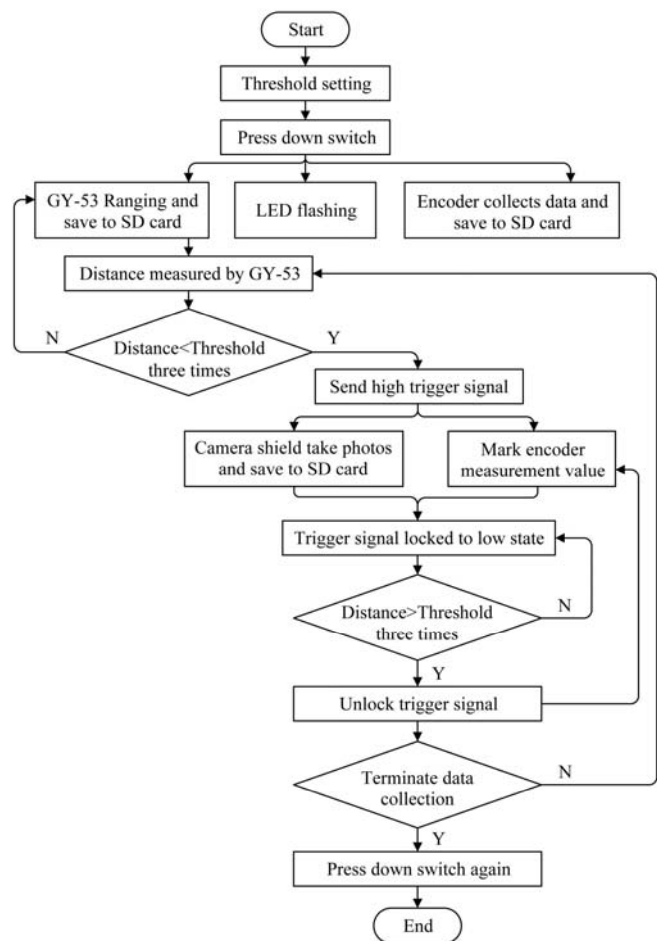 Start
Threshold setting
Press down switch
GY-53 Ranging and
save to SD card
LED flashing
Encoder collects data and
save to SD card
Distance measured by GY-53
N
Distance<Threshold
three times
Y
Send high trigger signal
Camera shield take photos
and save to SD card
Mark encoder
measurement value
Trigger signal locked to low state
Distance>Threshold
three times
N
Y
Unlock trigger signal
Terminate data
collection
N
Y
Press down switch again
End